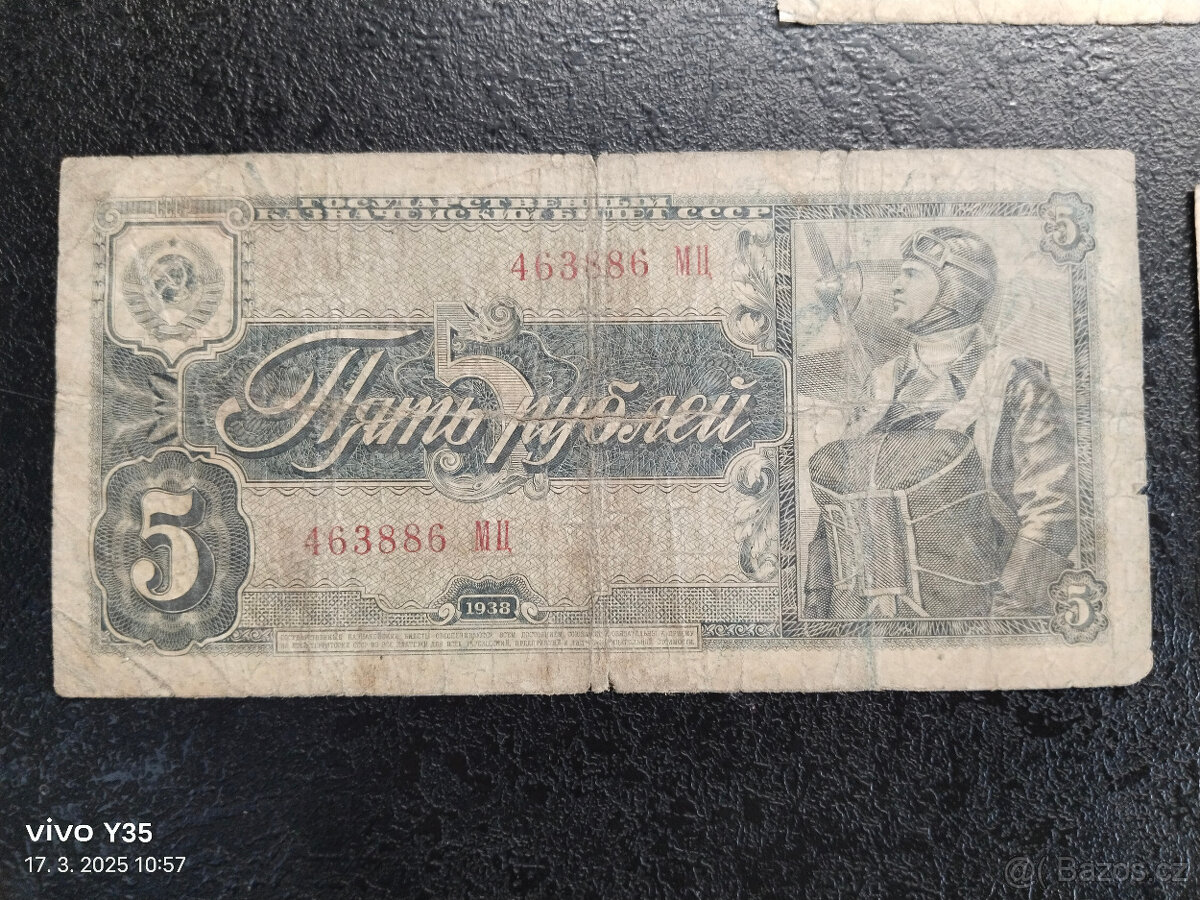 СССР
ГОСУДАРСТВЕННЫЙ
КАЗНАЧЕЙСКИЙ БИЛЕТ СССР
5
463886 МЦ
5
Пять рублей
5
463886 МЦ
1938
5
vivo Y35
17. 3. 2025 10:57
@ Bazos.cz